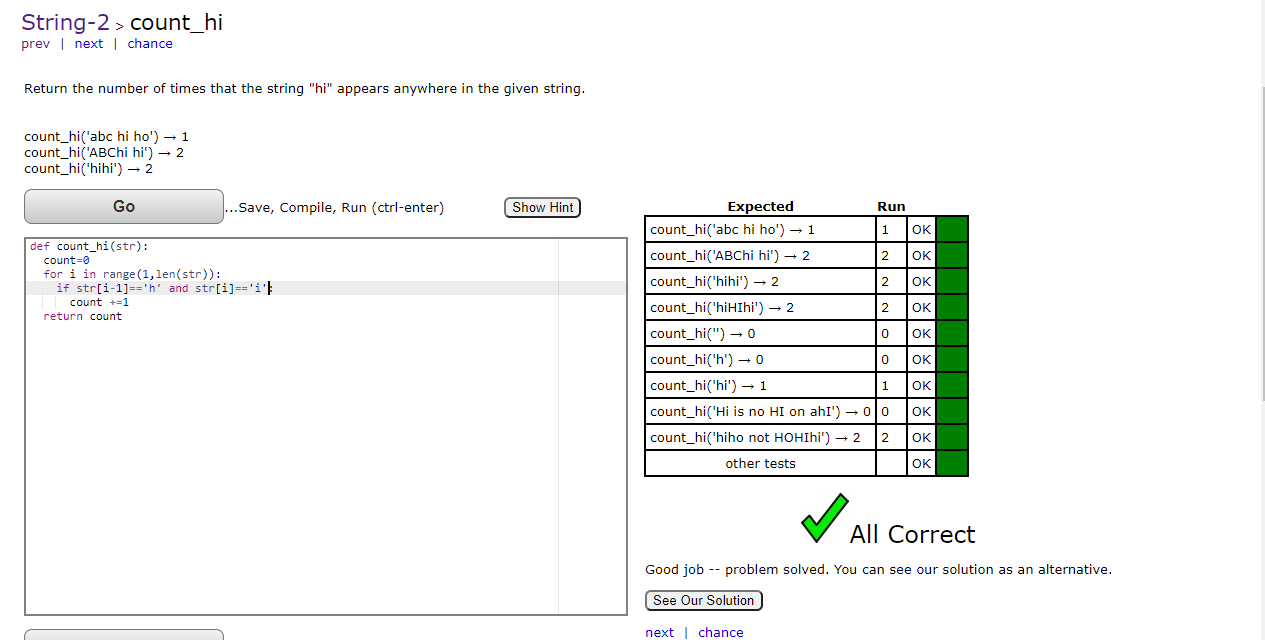 String-2 > count_hi
prev | next | chance
Return the number of times that the string "hi" appears anywhere in the given string.
count_hi('abc hi ho') → 1
count_hi('ABChi hi') → 2
count_hi('hihi') → 2
Go
...Save, Compile, Run (ctrl-enter)
Show Hint
def count_hi(str):
  count=0
  for i in range(1,len(str)):
    if str[i-1]=='h' and str[i]=='i':
      count +=1
  return count
Expected Run
count_hi('abc hi ho') → 1 1 OK
count_hi('ABChi hi') → 2 2 OK
count_hi('hihi') → 2 2 OK
count_hi('hiHIhi') → 2 2 OK
count_hi('') → 0 0 OK
count_hi('h') → 0 0 OK
count_hi('hi') → 1 1 OK
count_hi('Hi is no HI on ahI') → 0 0 OK
count_hi('hiho not HOHIhi') → 2 2 OK
other tests OK
All Correct
Good job -- problem solved. You can see our solution as an alternative.
See Our Solution
next | chance